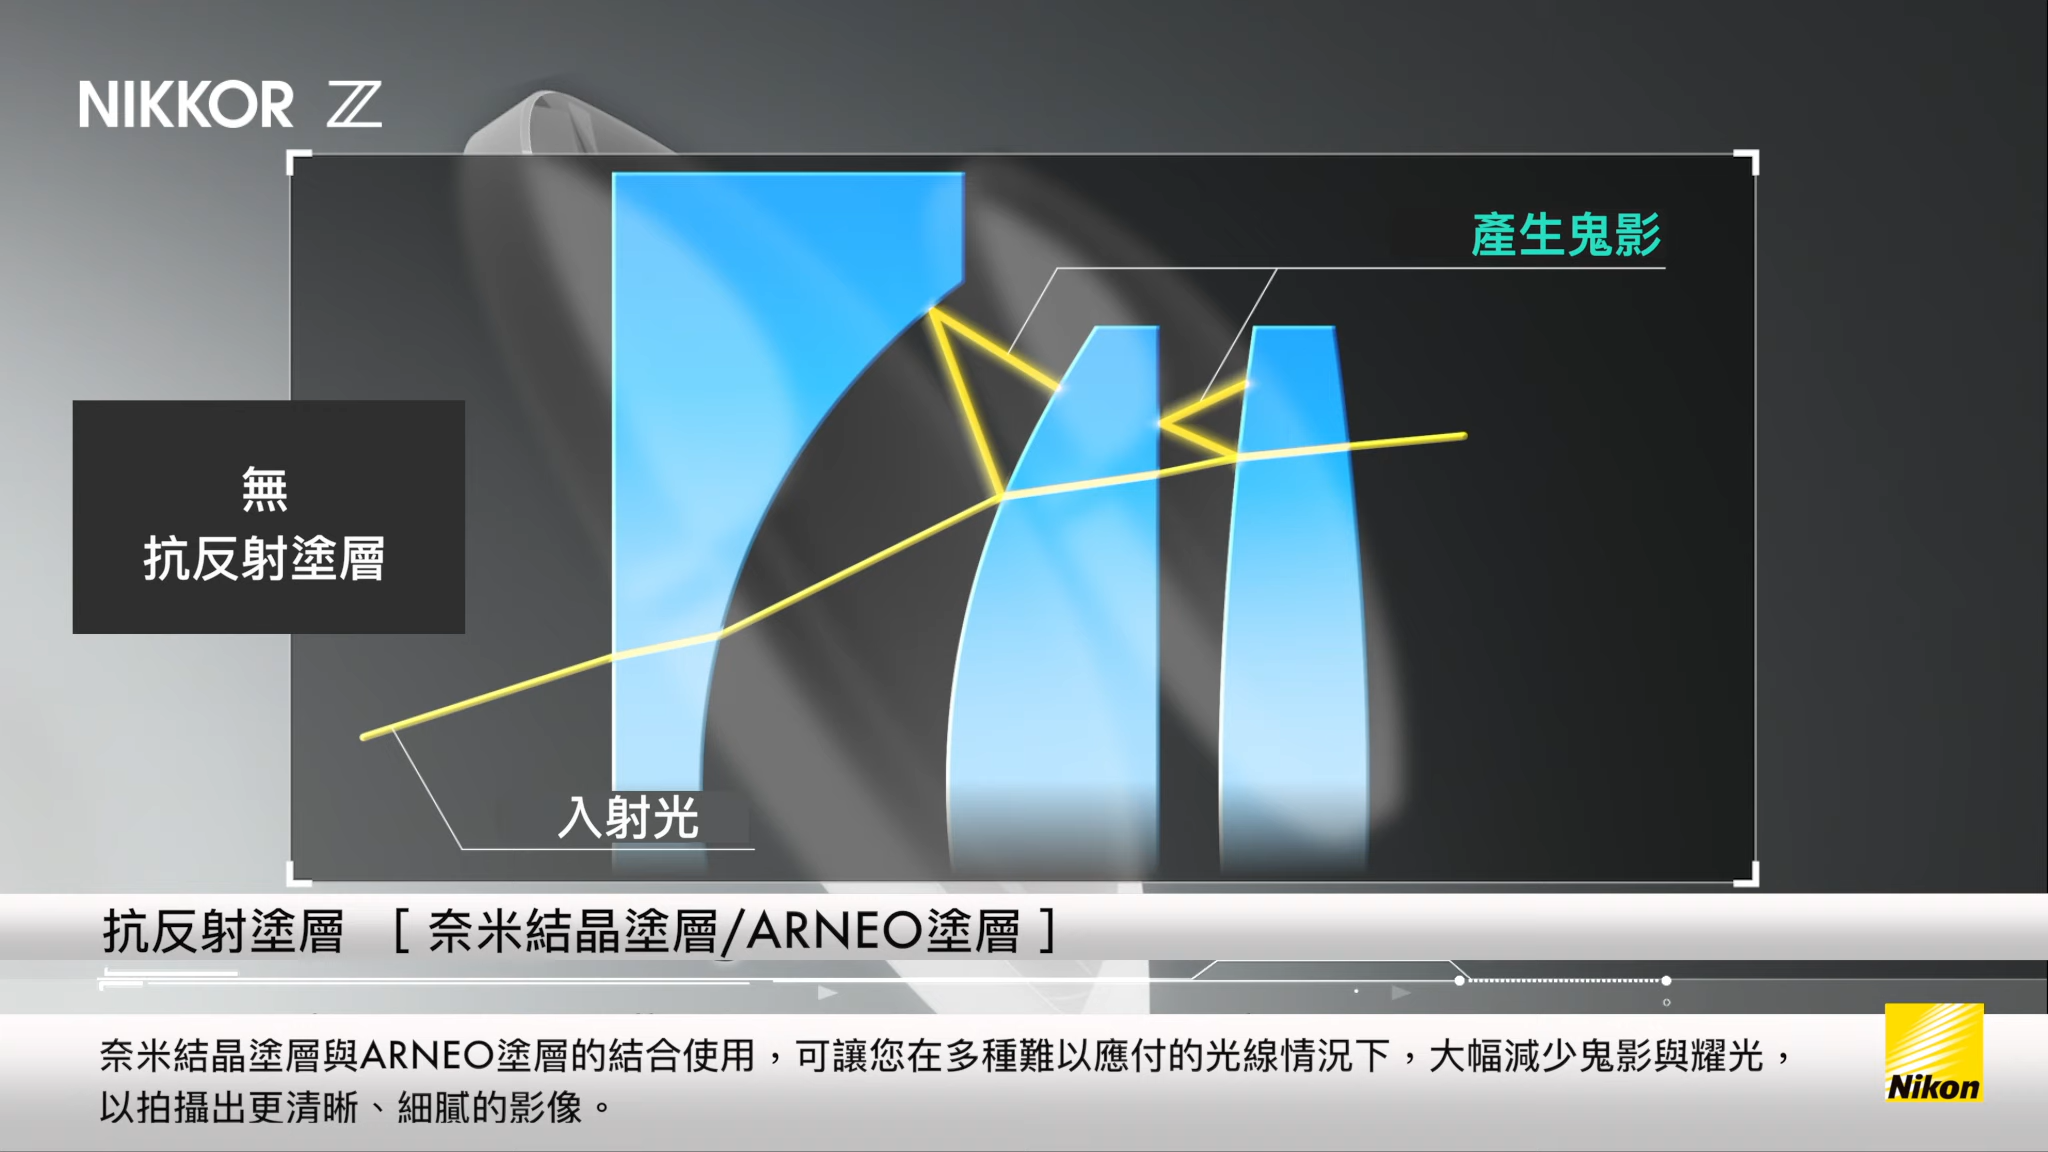 NIKKOR Z
產生鬼影
無
抗反射塗層
入射光
抗反射塗層 [ 奈米結晶塗層/ARNEO塗層 ]
奈米結晶塗層與ARNEO塗層的結合使用，可讓您在多種難以應付的光線情況下，大幅減少鬼影與耀光，
以拍攝出更清晰、細膩的影像。
Nikon